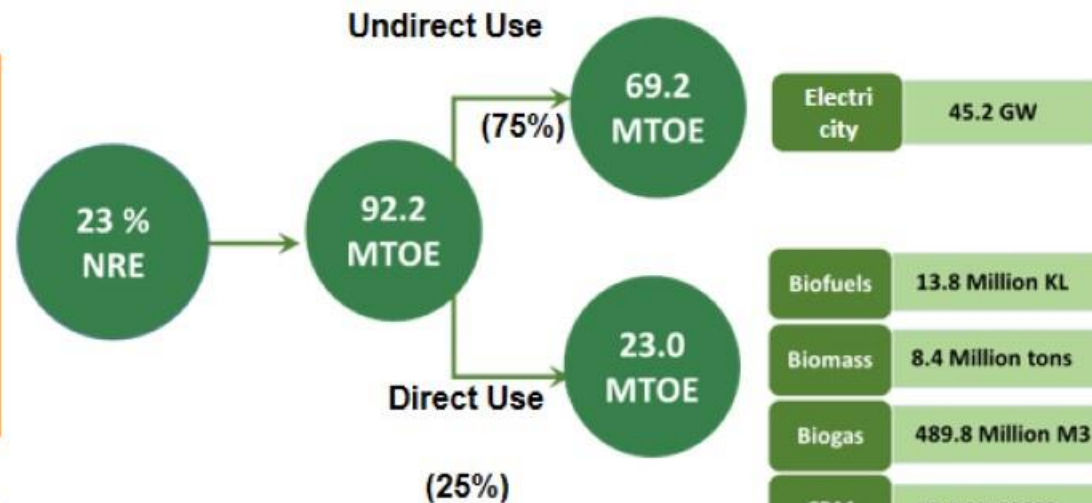 Undirect Use
69.2
MTOE
(75%)
Electri
city
45.2 GW
23 %
NRE
92.2
MTOE
Biofuels
13.8 Million KL
Biomass
8.4 Million tons
23.0
MTOE
Direct Use
Biogas
489.8 Million M3
(25%)